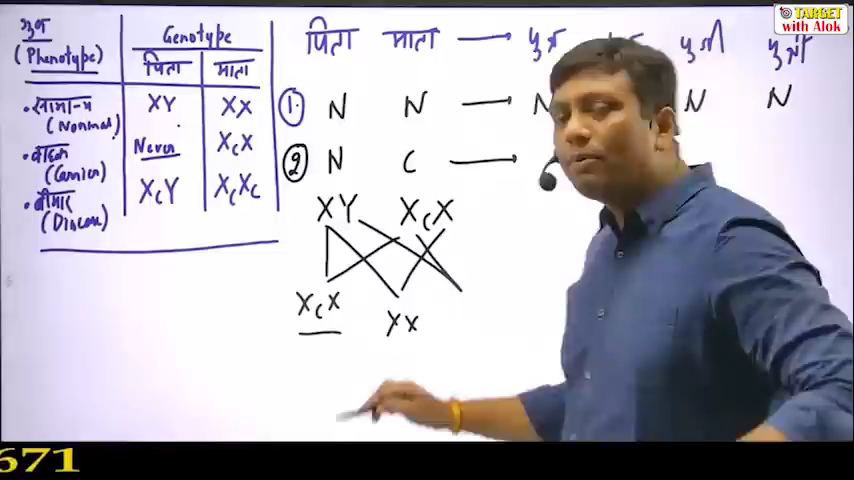 TARGET
with Alok
गुण
(Phenotype)
Genotype
पिता
माता
• सामान्य
(Normal)
XY
XX
• वाहक
(Carrier)
Never
XcX
• बीमार
(Disease)
XcY
XcXc
पिता माता → पुत्र पुत्री पुत्री
1. N N → N N N
2 N C →
XY XcX
XcX
XX
671